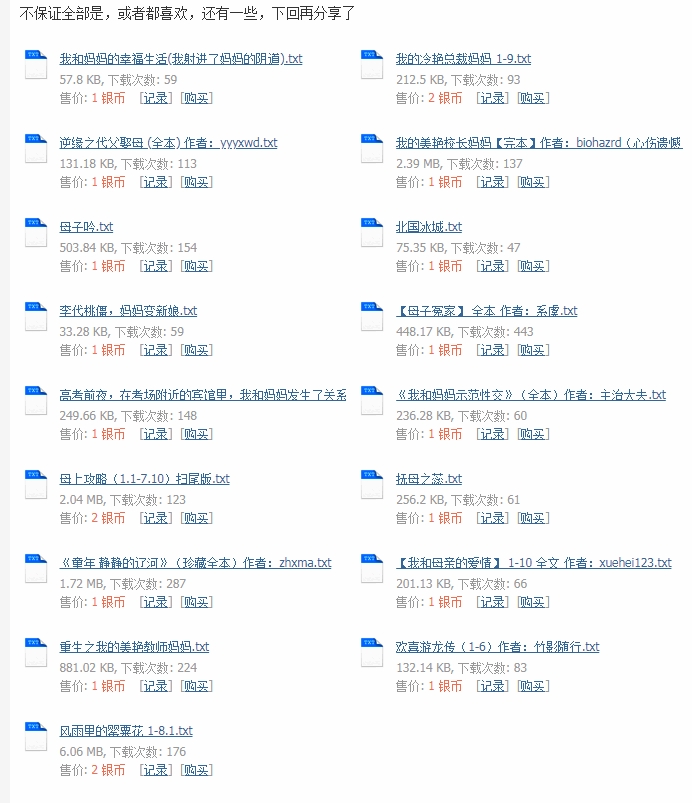 不保证全部是，或者都喜欢，还有一些，下回再分享了
我和妈妈的幸福生活(我射进了妈妈的阴道).txt
57.8 KB, 下载次数: 59
售价: 1 银币 [记录] [购买]
我的冷艳总裁妈妈 1-9.txt
212.5 KB, 下载次数: 93
售价: 2 银币 [记录] [购买]
逆缘之代父娶母 (全本) 作者：yyyxwd.txt
131.18 KB, 下载次数: 113
售价: 1 银币 [记录] [购买]
我的美艳校长妈妈【完本】作者：biohazrd（心伤遗憾
2.39 MB, 下载次数: 137
售价: 1 银币 [记录] [购买]
母子吟.txt
503.84 KB, 下载次数: 154
售价: 1 银币 [记录] [购买]
北国冰城.txt
75.35 KB, 下载次数: 47
售价: 1 银币 [记录] [购买]
李代桃僵，妈妈变新娘.txt
33.28 KB, 下载次数: 59
售价: 1 银币 [记录] [购买]
【母子冤家】 全本 作者：系虞.txt
448.17 KB, 下载次数: 443
售价: 1 银币 [记录] [购买]
高考前夜，在考场附近的宾馆里，我和妈妈发生了关系
249.66 KB, 下载次数: 148
售价: 1 银币 [记录] [购买]
《我和妈妈示范性交》（全本）作者：主治大夫.txt
236.28 KB, 下载次数: 60
售价: 1 银币 [记录] [购买]
母上攻略（1.1-7.10）扫尾版.txt
2.04 MB, 下载次数: 123
售价: 2 银币 [记录] [购买]
抚母之蕊.txt
256.2 KB, 下载次数: 61
售价: 1 银币 [记录] [购买]
《童年 静静的辽河》（珍藏全本）作者：zhxma.txt
1.72 MB, 下载次数: 287
售价: 1 银币 [记录] [购买]
【我和母亲的爱情】 1-10 全文 作者：xuehei123.txt
201.13 KB, 下载次数: 66
售价: 1 银币 [记录] [购买]
重生之我的美艳教师妈妈.txt
881.02 KB, 下载次数: 224
售价: 1 银币 [记录] [购买]
欢喜游龙传（1-6）作者：竹影随行.txt
132.14 KB, 下载次数: 83
售价: 1 银币 [记录] [购买]
风雨里的罂粟花 1-8.1.txt
6.06 MB, 下载次数: 176
售价: 2 银币 [记录] [购买]